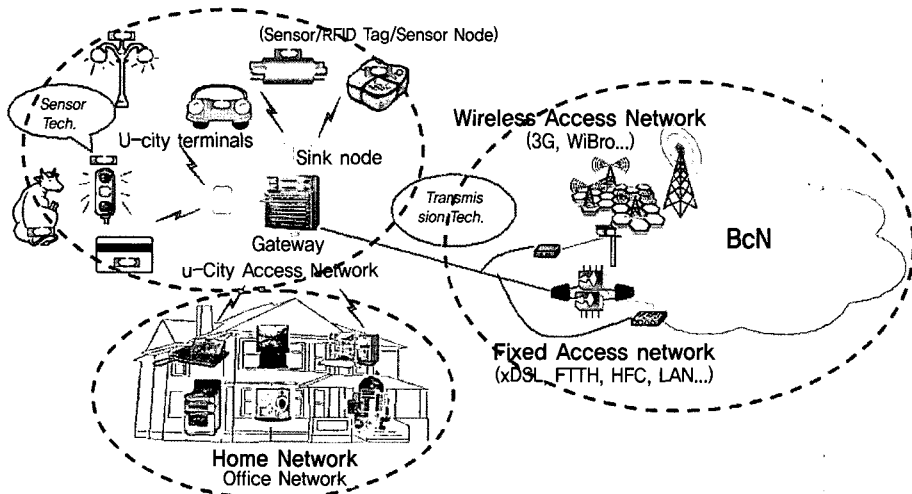 (Sensor/RFID Tag/Sensor Node)
Sensor
Tech.
U-city terminals
Sink node
Gateway
u-City Access Network
Transmis
sion Tech.
Wireless Access Network
(3G, WiBro...)
BcN
Fixed Access network
(xDSL, FTTH, HFC, LAN...)
Home Network
Office Network